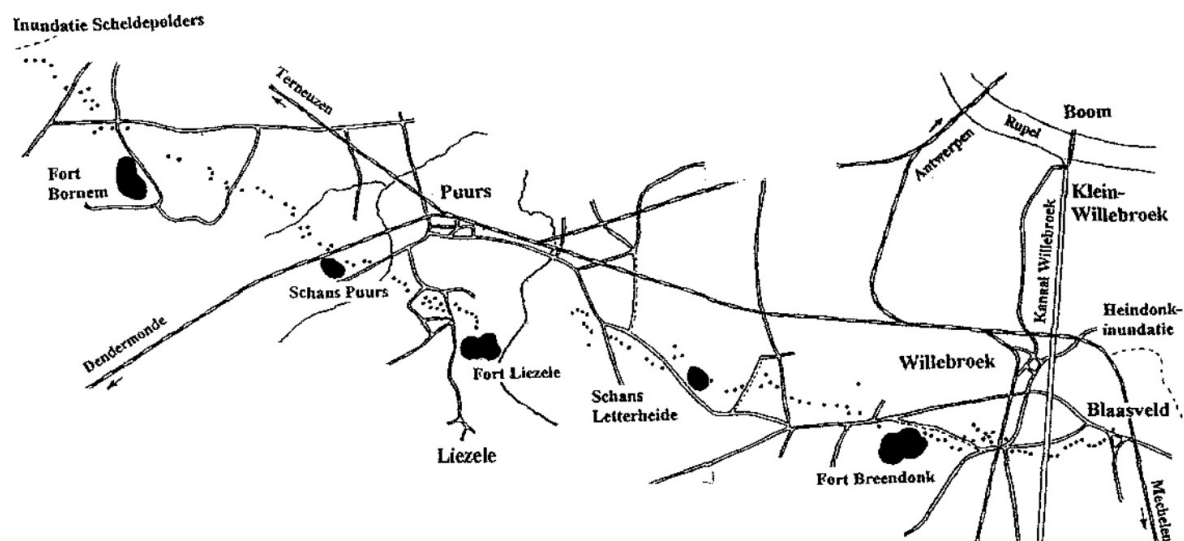 Inundatie Scheldepolders
Terneuzen
Boom
Rupel
Antwerpen
Fort
Bornem
Puurs
Klein-
Willebroek
Kanaal Willebroek
Schans Puurs
Heindonk-
inundatie
Dendermonde
Willebroek
Fort Liezele
Schans
Letterheide
Blaasveld
Liezele
Fort Breendonk
Mechelen